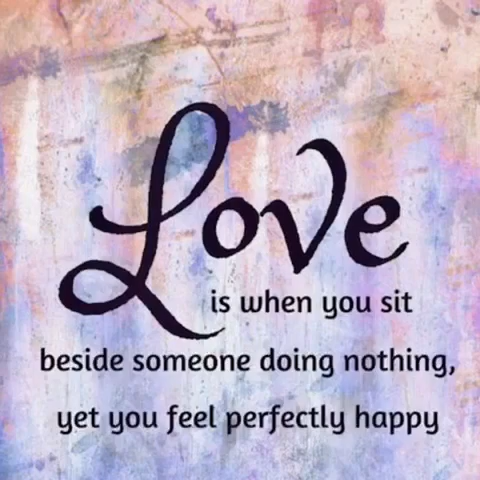 Love
is when you sit
beside someone doing nothing,
yet you feel perfectly happy